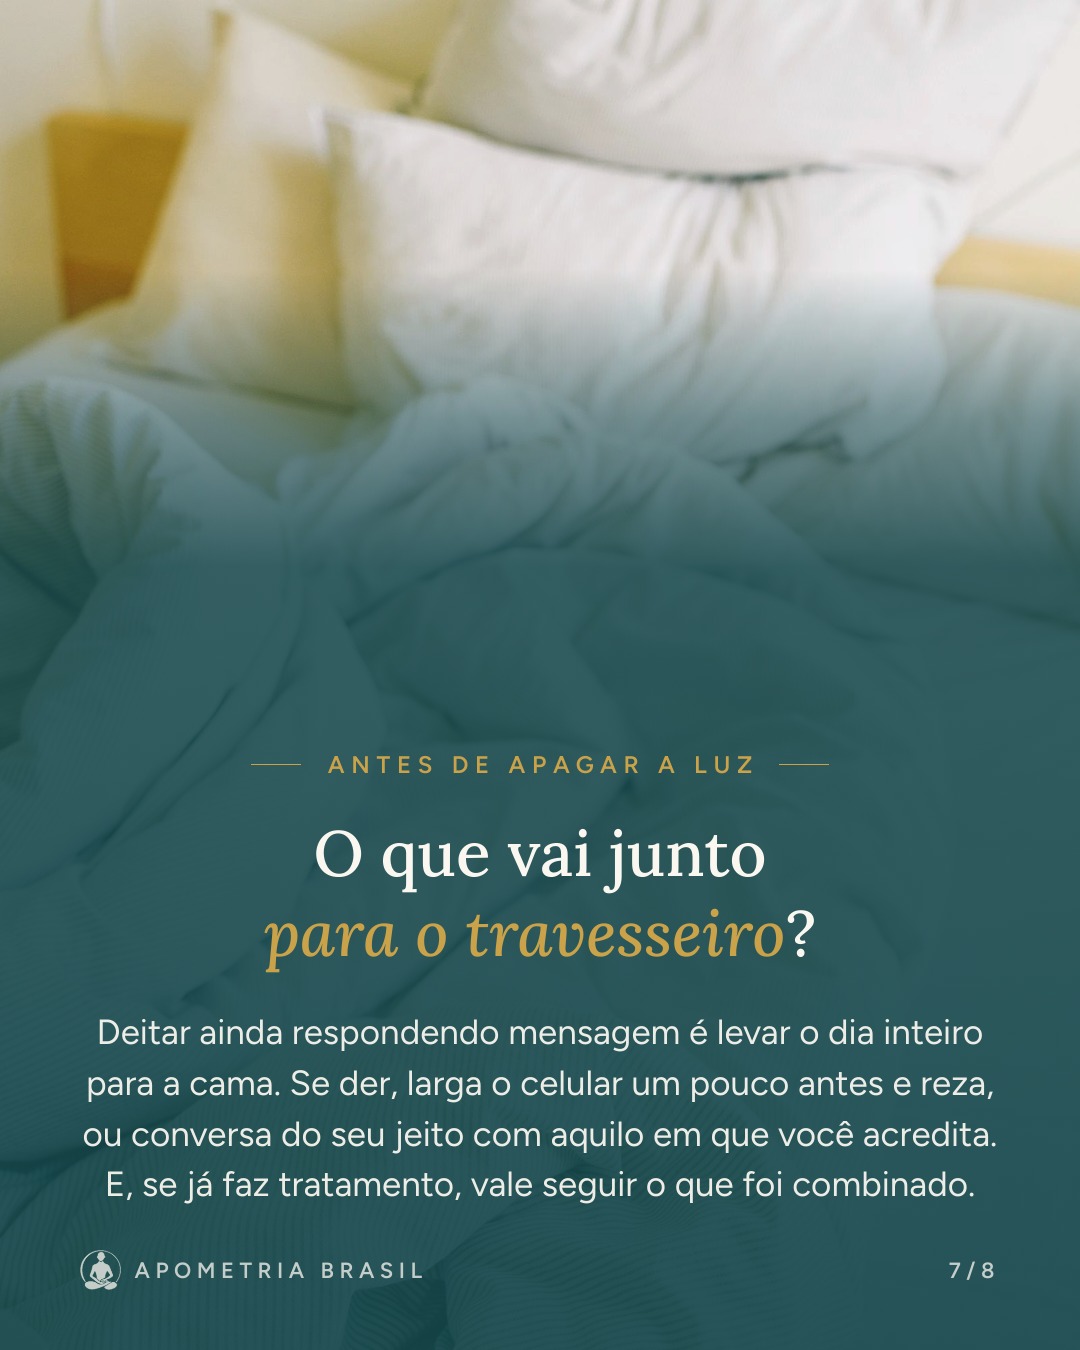 ANTES DE APAGAR A LUZ
O que vai junto
para o travesseiro?
Deitar ainda respondendo mensagem é levar o dia inteiro
para a cama. Se der, larga o celular um pouco antes e reza,
ou conversa do seu jeito com aquilo em que você acredita.
E, se já faz tratamento, vale seguir o que foi combinado.
APOMETRIA BRASIL
7/8